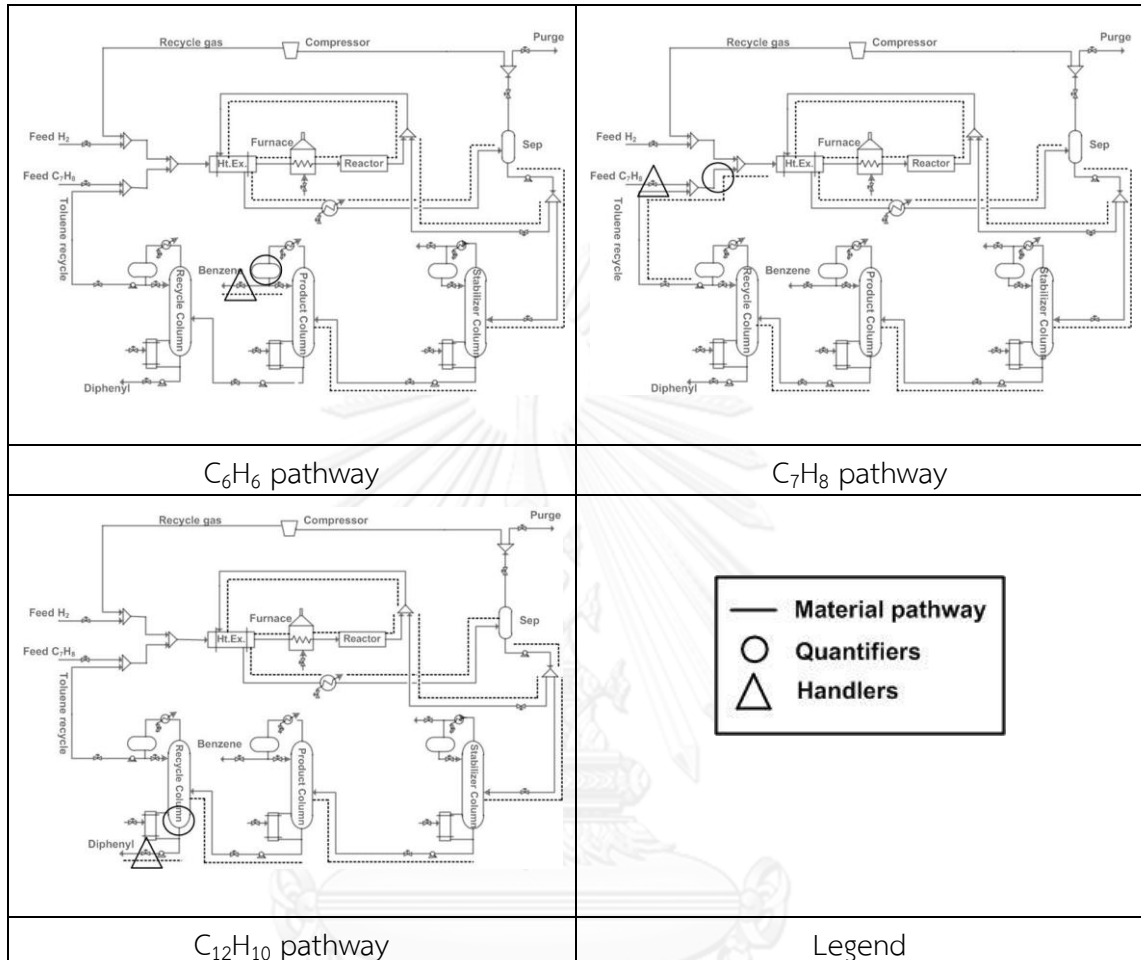 Recycle gas
Compressor
Purge
Feed H₂
Furnace
Sep
Ht.Ex.
Reactor
Feed C₇H₈
Toluene recycle
Benzene
Recycle Column
Product Column
Stabilizer Column
Diphenyl
Recycle gas
Compressor
Purge
Feed H₂
Furnace
Sep
Ht.Ex.
Reactor
Feed C₇H₈
Toluene recycle
Benzene
Recycle Column
Product Column
Stabilizer Column
Diphenyl
C₆H₆ pathway
C₇H₈ pathway
Recycle gas
Compressor
Purge
Feed H₂
Furnace
Sep
Ht.Ex.
Reactor
Feed C₇H₈
Toluene recycle
Benzene
Recycle Column
Product Column
Stabilizer Column
Diphenyl
Material pathway
Quantifiers
Handlers
C₁₂H₁₀ pathway
Legend